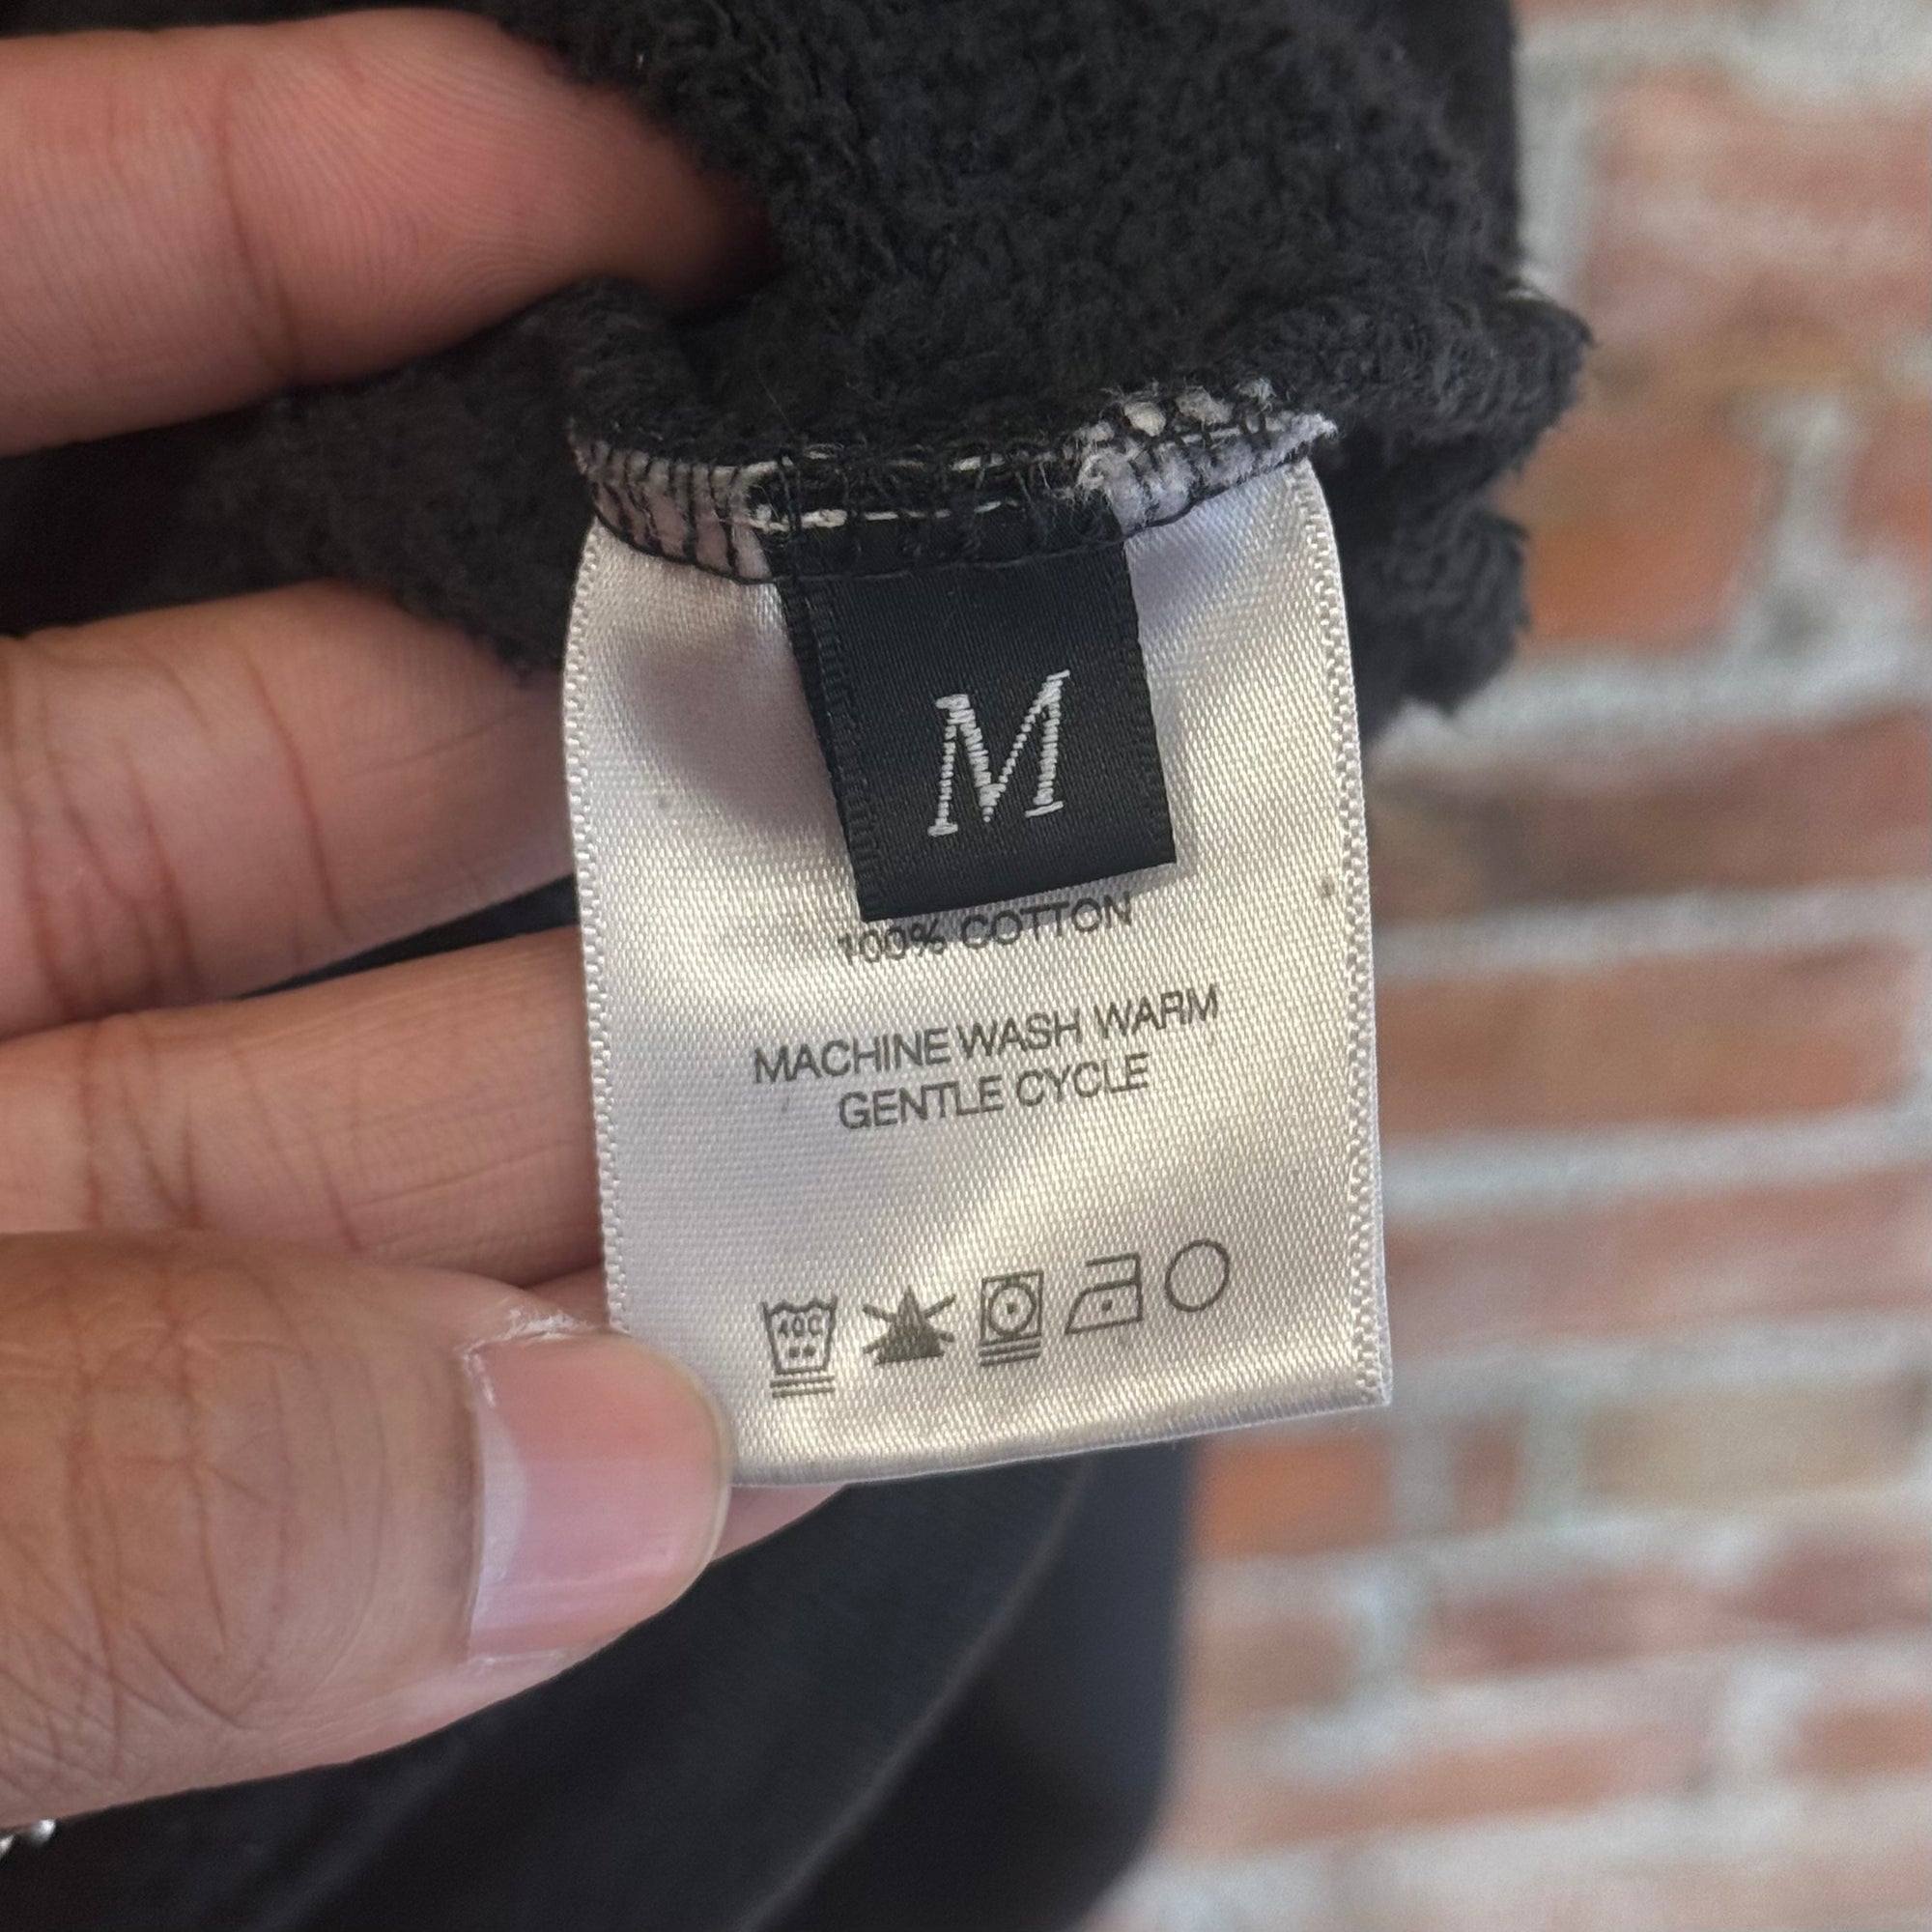 M
100% COTTON
MACHINE WASH WARM
GENTLE CYCLE
40C